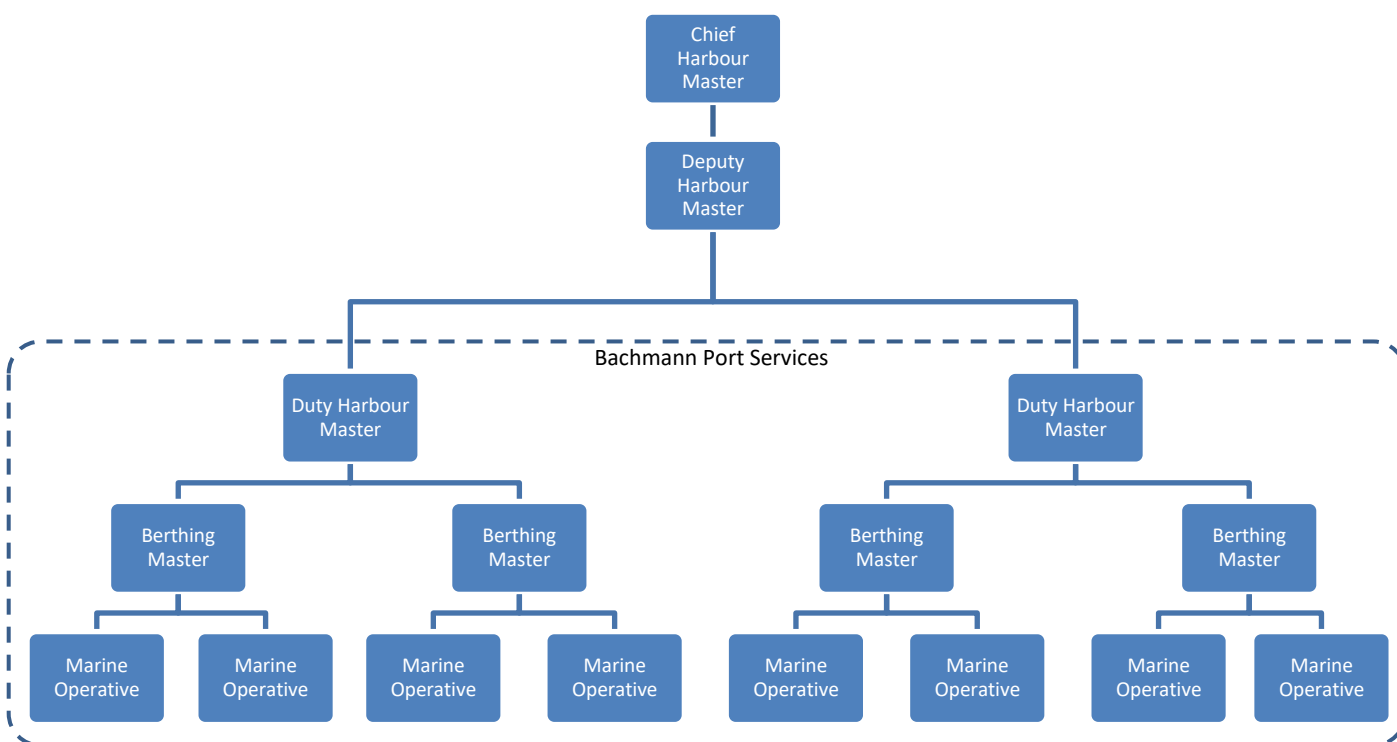 Chief
Harbour
Master
Deputy
Harbour
Master
Bachmann Port Services
Duty Harbour
Master
Duty Harbour
Master
Berthing
Master
Berthing
Master
Berthing
Master
Berthing
Master
Marine
Operative
Marine
Operative
Marine
Operative
Marine
Operative
Marine
Operative
Marine
Operative
Marine
Operative
Marine
Operative